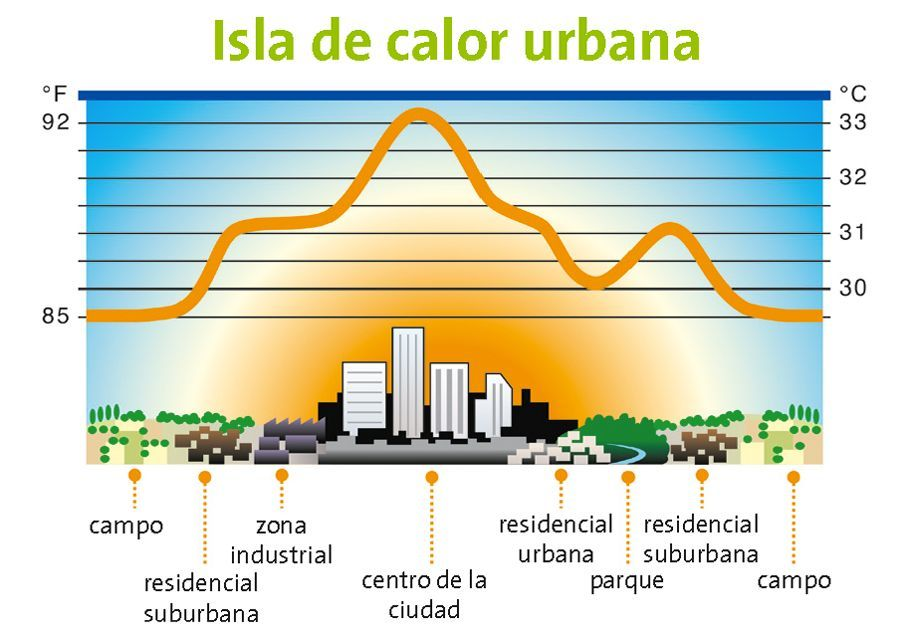 Isla de calor urbana
°F
°C
92
33
32
31
30
85
campo
zona
industrial
residencial
urbana
residencial
suburbana
residencial
suburbana
centro de la
ciudad
parque
campo